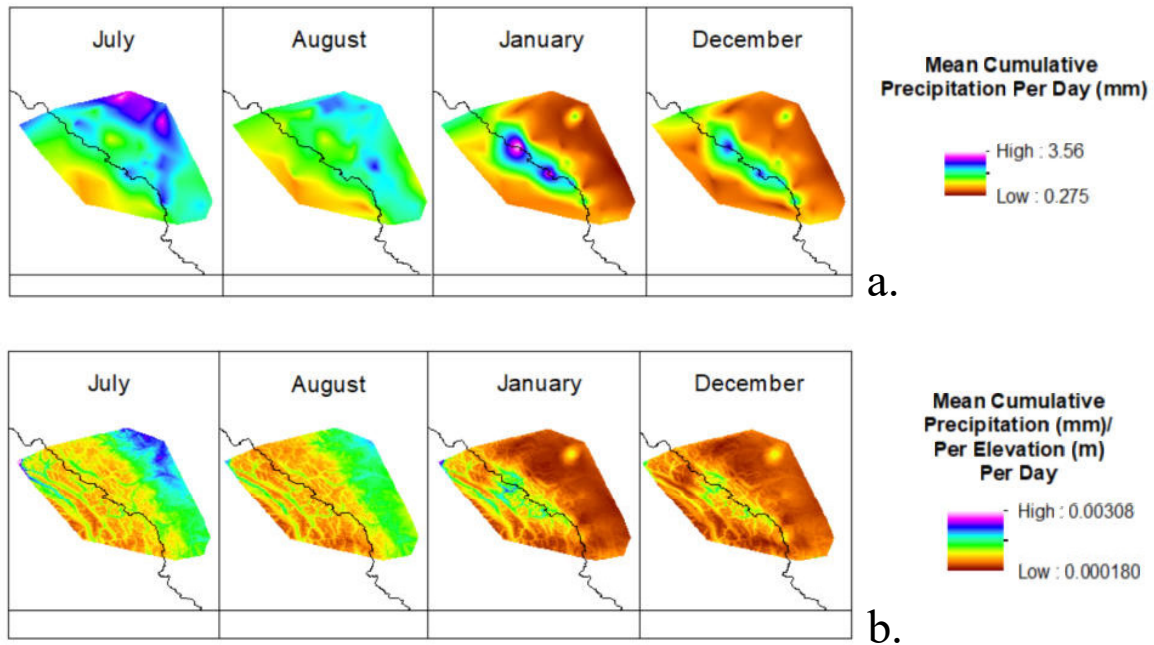 July
August
January
December
Mean Cumulative
Precipitation Per Day (mm)
High : 3.56
Low : 0.275
a.
July
August
January
December
Mean Cumulative
Precipitation (mm)/
Per Elevation (m)
Per Day
High : 0.00308
Low : 0.000180
b.